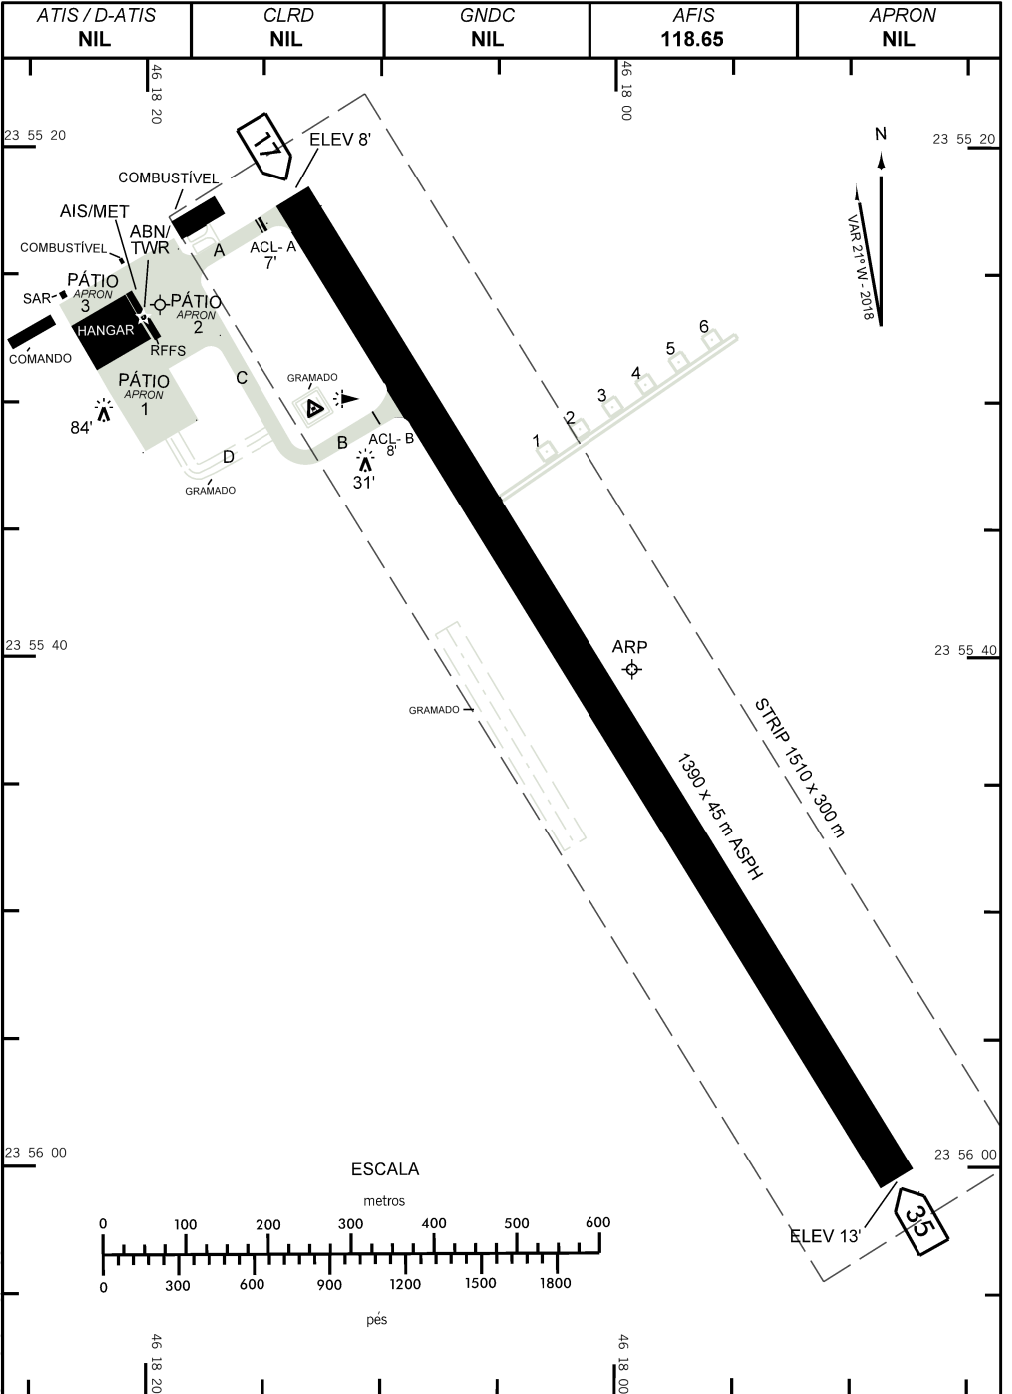 ATIS / D-ATIS
NIL
CLRD
NIL
GNDC
NIL
AFIS
118.65
APRON
NIL
46 18 20
46 18 00
23 55 20
23 55 20
17
ELEV 8'
N
VAR 21º W - 2018
COMBUSTÍVEL
AIS/MET
ABN/
TWR
COMBUSTÍVEL
A
ACL- A
7'
SAR
PÁTIO
APRON
3
PÁTIO
APRON
2
HANGAR
RFFS
COMANDO
PÁTIO
APRON
1
84'
C
GRAMADO
B
ACL- B
8'
31'
D
GRAMADO
1
2
3
4
5
6
23 55 40
23 55 40
ARP
GRAMADO
STRIP 1510 x 300 m
1390 x 45 m ASPH
23 56 00
23 56 00
35
ELEV 13'
ESCALA
metros
0 100 200 300 400 500 600
0 300 600 900 1200 1500 1800
pés
46 18 20
46 18 00